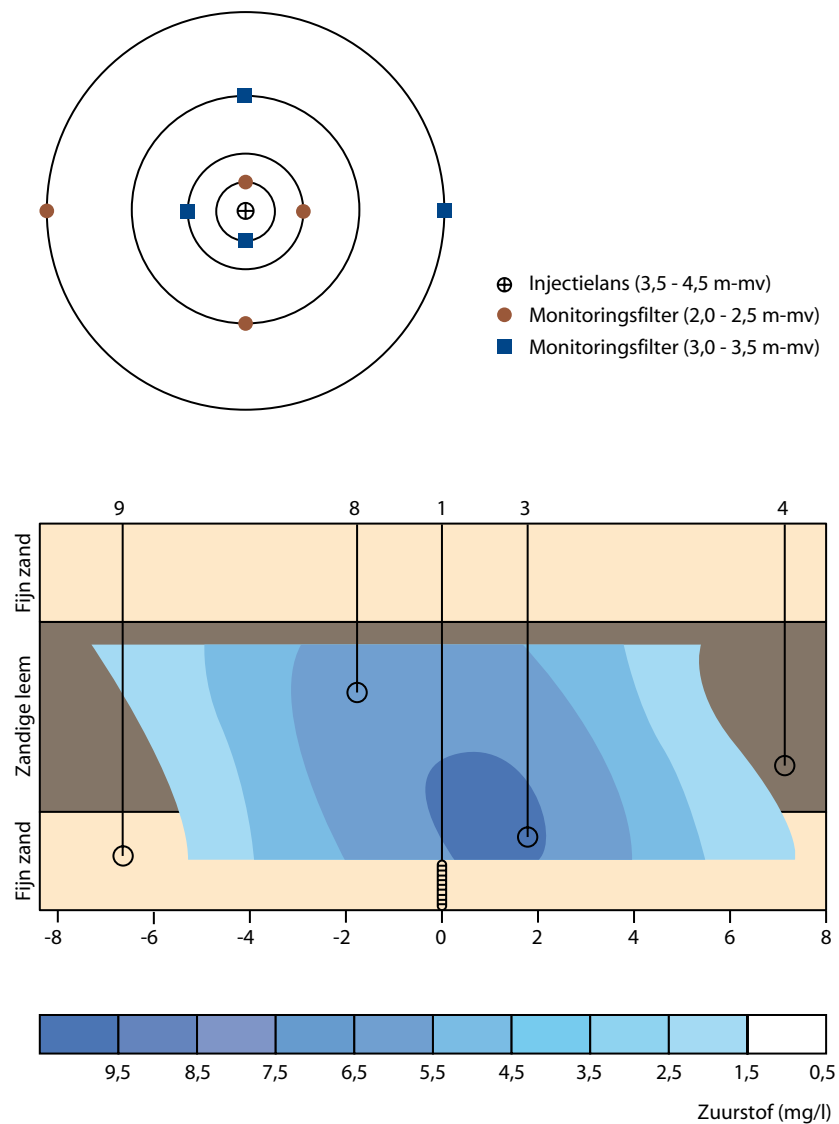 Injectielans (3,5 - 4,5 m-mv)
Monitoringsfilter (2,0 - 2,5 m-mv)
Monitoringsfilter (3,0 - 3,5 m-mv)
9 8 1 3 4
Fijn zand
Zandige leem
Fijn zand
-8 -6 -4 -2 0 2 4 6 8
9,5 8,5 7,5 6,5 5,5 4,5 3,5 2,5 1,5 0,5
Zuurstof (mg/l)